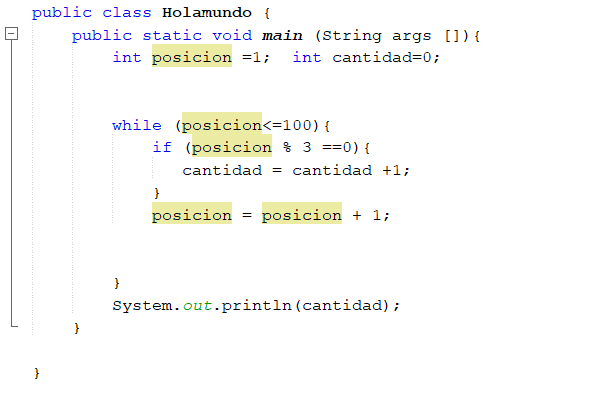 public class Holamundo {
public static void main (String args []){
int posicion =1;  int cantidad=0;
while (posicion<=100){
if (posicion % 3 ==0){
cantidad = cantidad +1;
}
posicion = posicion + 1;
}
System.out.println(cantidad);
}
}